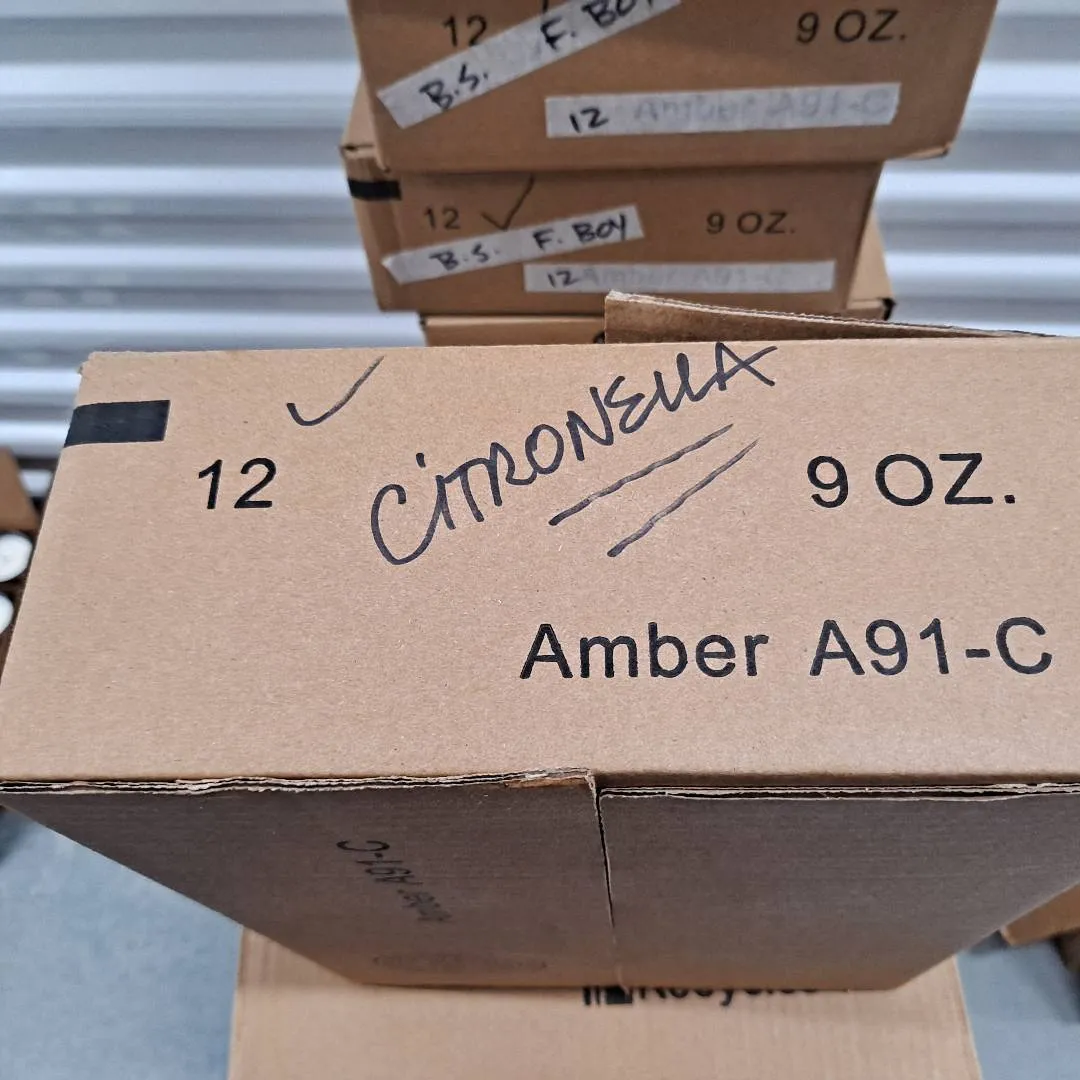 12 9 OZ.
B.S. F. BOY
12 Amber A91-C
12 9 OZ.
B.S. F. BOY
12 Amber A91-C
CITRONELLA
12 9 OZ.
Amber A91-C